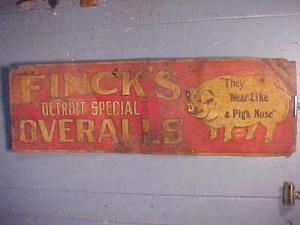 FINCK'S
DETROIT SPECIAL
OVERALLS
"They
Wear Like
a Pig's Nose"